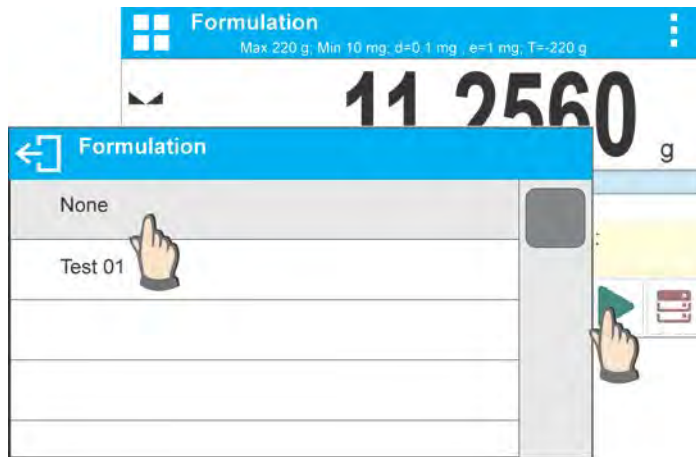 Formulation
Max 220 g; Min 10 mg; d=0.1 mg , e=1 mg; T=-220 g
11.2560
g
Formulation
None
Test 01
: